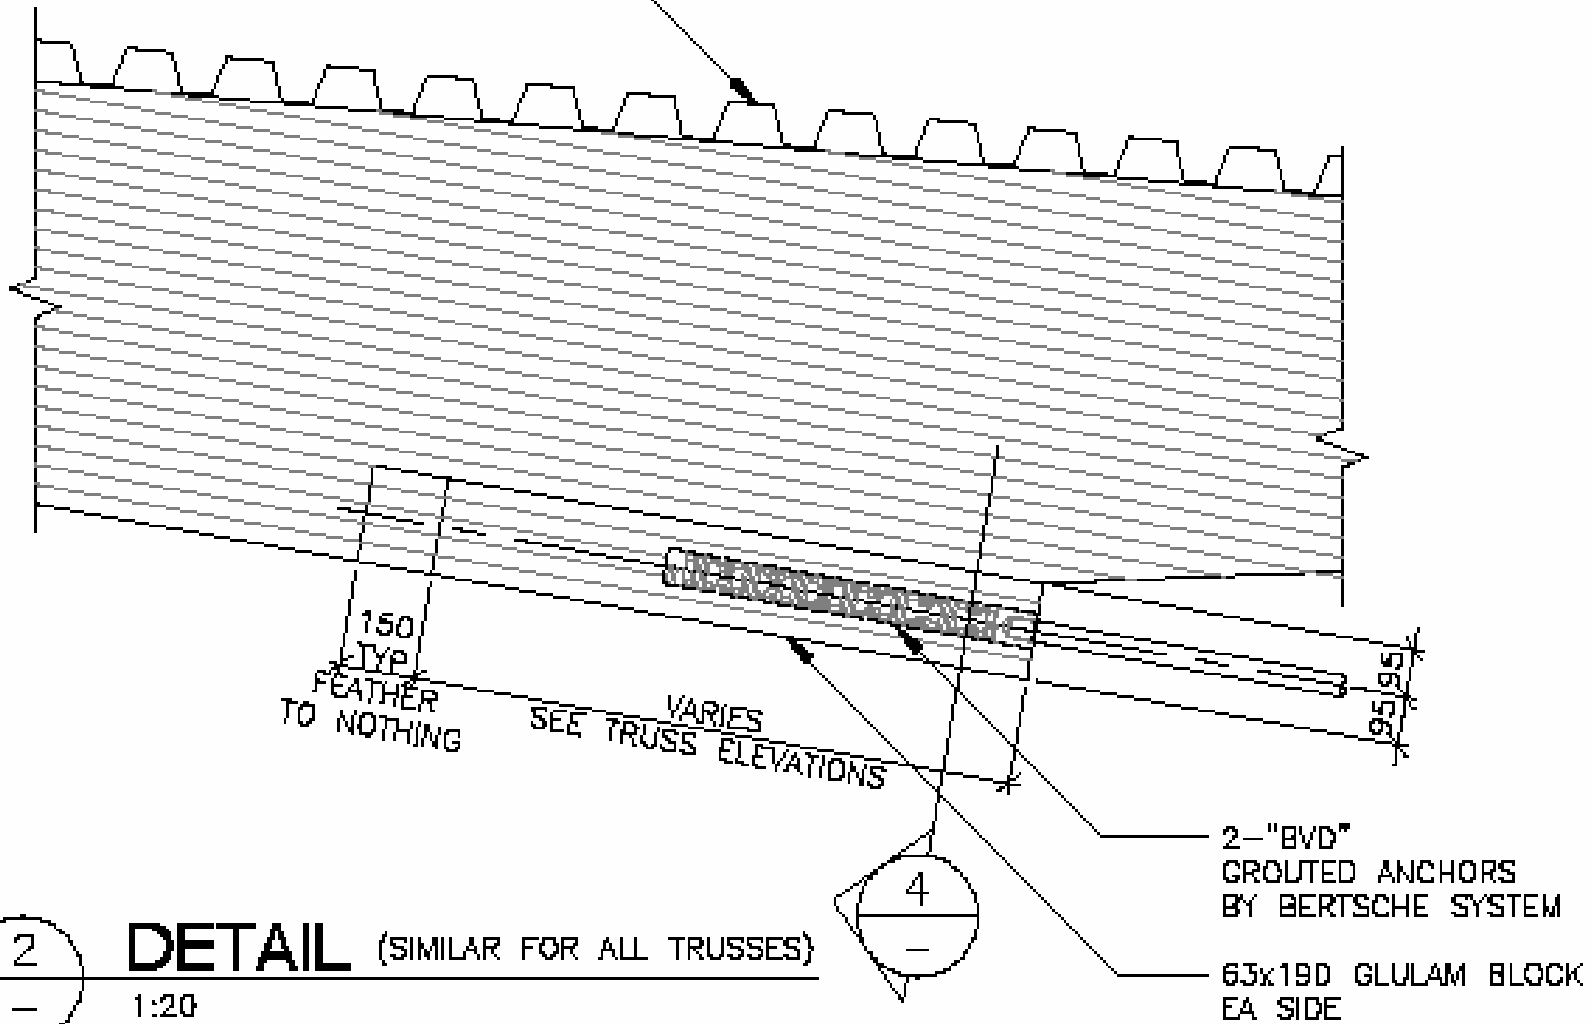 150
TYP
FEATHER
TO NOTHING
VARIES
SEE TRUSS ELEVATIONS
95
95
2-"BVD"
GROUTED ANCHORS
BY BERTSCHE SYSTEM
63x190 GLULAM BLOCK
EA SIDE
4
-
2
-
DETAIL (SIMILAR FOR ALL TRUSSES)
1:20